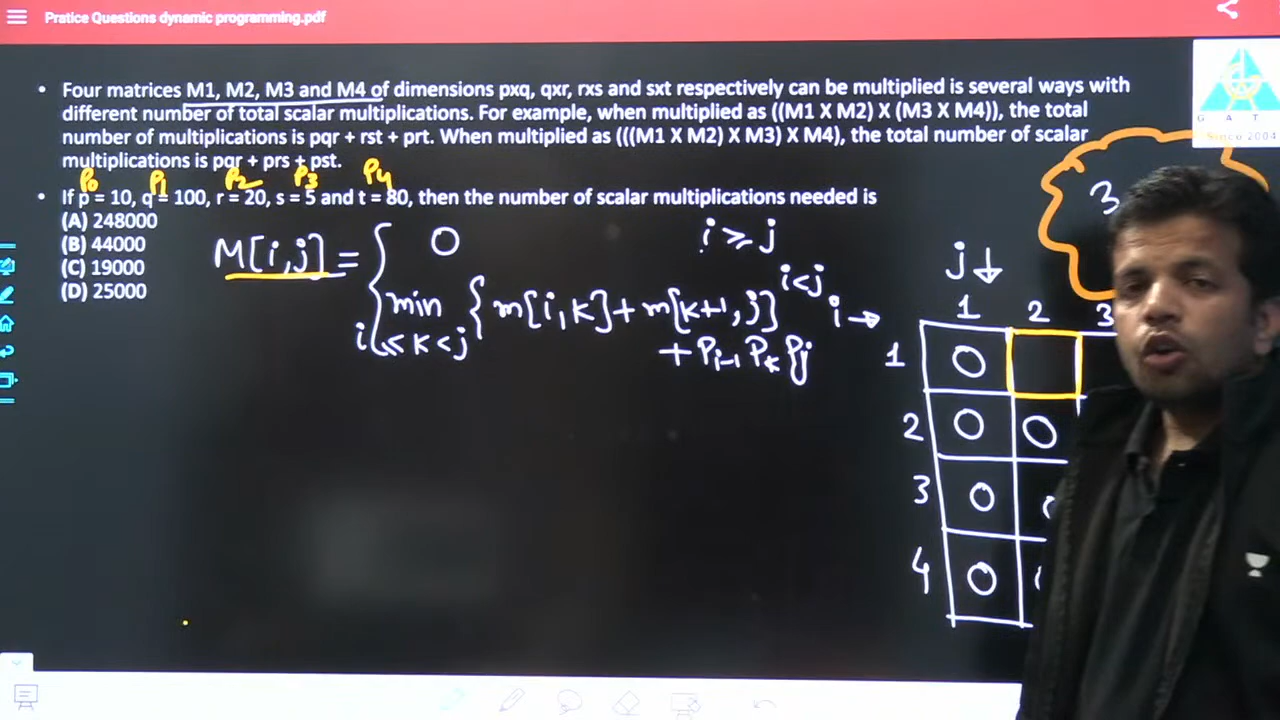 Pratice Questions dynamic programming.pdf
• Four matrices M1, M2, M3 and M4 of dimensions pxq, qxr, rxs and sxt respectively can be multiplied is several ways with
different number of total scalar multiplications. For example, when multiplied as ((M1 X M2) X (M3 X M4)), the total
number of multiplications is pqr + rst + prt. When multiplied as (((M1 X M2) X M3) X M4), the total number of scalar
multiplications is pqr + prs + pst.
P0 P1 P2 P3 P4
• If p = 10, q = 100, r = 20, s = 5 and t = 80, then the number of scalar multiplications needed is
(A) 248000
(B) 44000
(C) 19000
(D) 25000
M[i,j] = { 0 i ≥ j
min { m[i,k] + m[k+1,j] i<j
i ≤ k < j + Pi-1 Pk Pj }
GAT
Since 2004
3
j ↓
i →
1 2 3
1 0
2 0 0
3 0
4 0